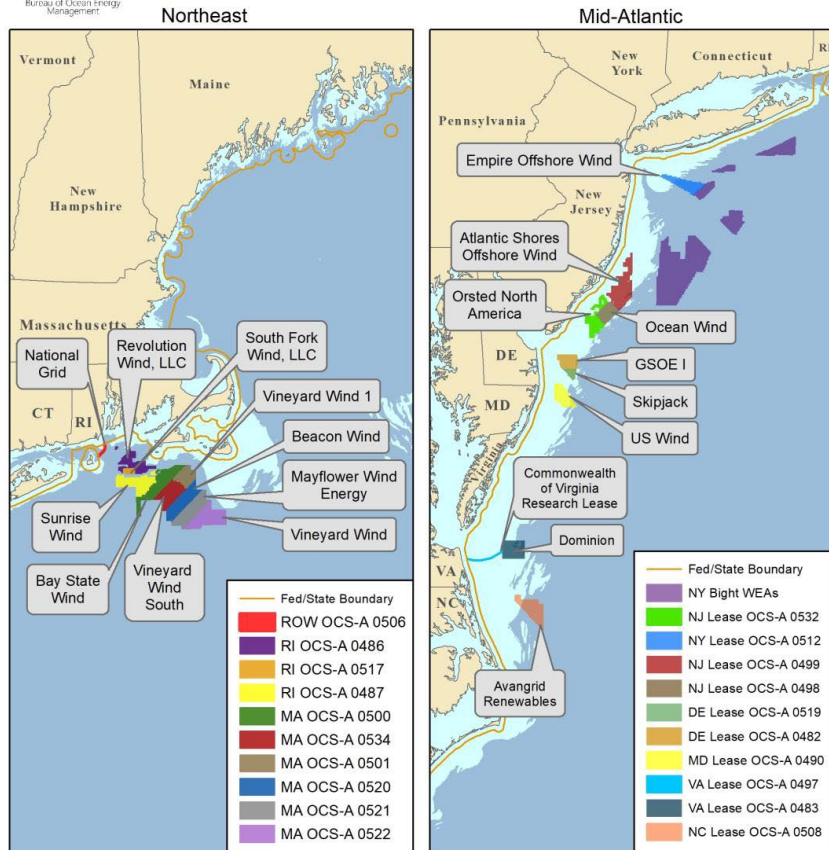 Bureau of Ocean Energy
Management
Northeast
Vermont
Maine
New
Hampshire
Massachusetts
CT
RI
National
Grid
Revolution
Wind, LLC
South Fork
Wind, LLC
Vineyard Wind 1
Beacon Wind
Mayflower Wind
Energy
Vineyard Wind
Sunrise
Wind
Bay State
Wind
Vineyard
Wind
South
Fed/State Boundary
ROW OCS-A 0506
RI OCS-A 0486
RI OCS-A 0517
RI OCS-A 0487
MA OCS-A 0500
MA OCS-A 0534
MA OCS-A 0501
MA OCS-A 0520
MA OCS-A 0521
MA OCS-A 0522
Mid-Atlantic
New
York
Connecticut
Pennsylvania
New
Jersey
DE
MD
Virginia
VA
NC
Empire Offshore Wind
Atlantic Shores
Offshore Wind
Orsted North
America
Ocean Wind
GSOE I
Skipjack
US Wind
Commonwealth
of Virginia
Research Lease
Dominion
Avangrid
Renewables
Fed/State Boundary
NY Bight WEAs
NJ Lease OCS-A 0532
NY Lease OCS-A 0512
NJ Lease OCS-A 0499
NJ Lease OCS-A 0498
DE Lease OCS-A 0519
DE Lease OCS-A 0482
MD Lease OCS-A 0490
VA Lease OCS-A 0497
VA Lease OCS-A 0483
NC Lease OCS-A 0508